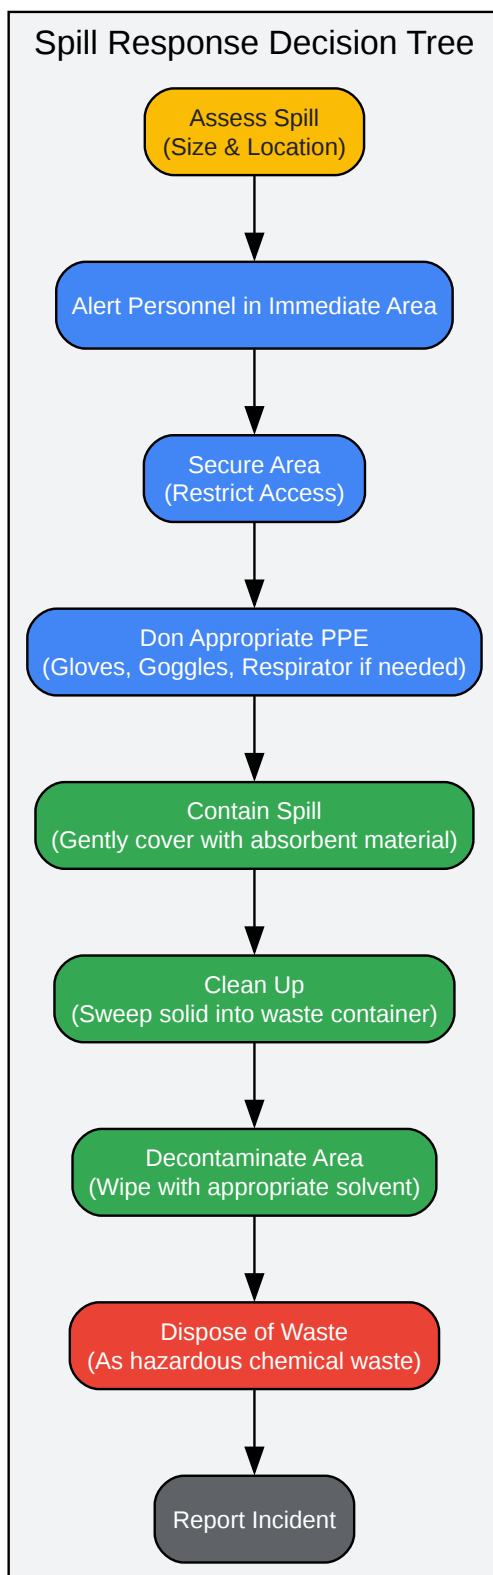 Spill Response Decision Tree
Assess Spill
(Size & Location)
Alert Personnel in Immediate Area
Secure Area
(Restrict Access)
Don Appropriate PPE
(Gloves, Goggles, Respirator if needed)
Contain Spill
(Gently cover with absorbent material)
Clean Up
(Sweep solid into waste container)
Decontaminate Area
(Wipe with appropriate solvent)
Dispose of Waste
(As hazardous chemical waste)
Report Incident